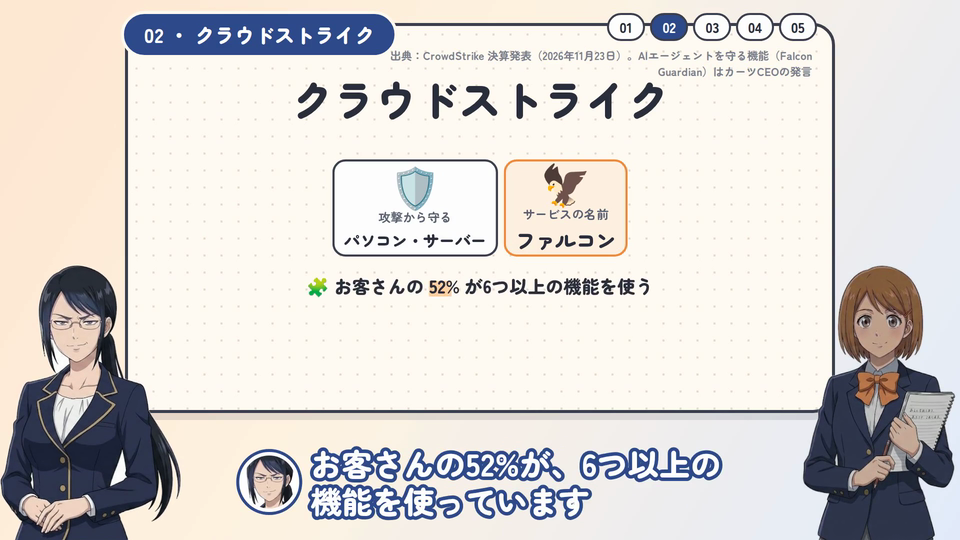 02 ・ クラウドストライク
01 02 03 04 05
出典：CrowdStrike 決算発表（2026年11月23日）。AIエージェントを守る機能（Falcon
Guardian）はカーツCEOの発言
クラウドストライク
攻撃から守る
パソコン・サーバー
サービスの名前
ファルコン
お客さんの 52% が6つ以上の機能を使う
お客さんの52%が、6つ以上の
機能を使っています